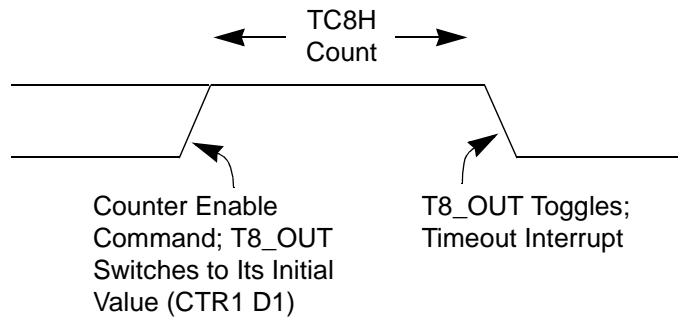 TC8H
Count
Counter Enable
Command; T8_OUT
Switches to Its Initial
Value (CTR1 D1)
T8_OUT Toggles;
Timeout Interrupt